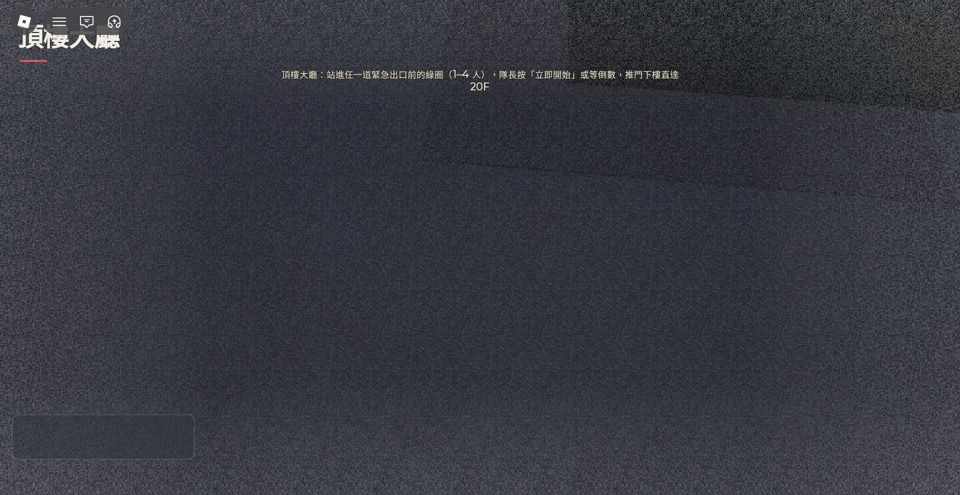 頂樓大廳
頂樓大廳：站進任一道緊急出口前的綠圈（1–4 人），隊長按「立即開始」或等倒數，推門下樓直達
20F